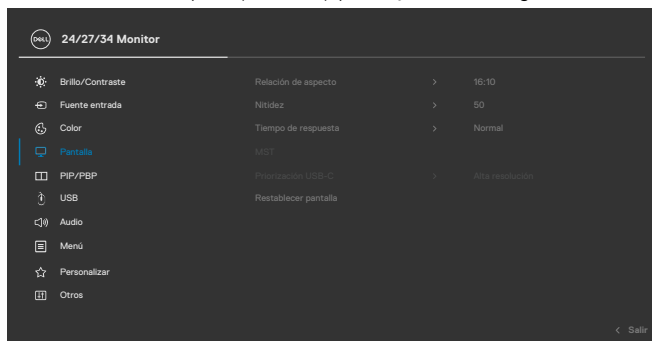 DELL
24/27/34 Monitor
Brillo/Contraste
Relación de aspecto > 16:10
Fuente entrada
Nitidez > 50
Color
Tiempo de respuesta > Normal
Pantalla
MST
PIP/PBP
Priorización USB-C > Alta resolución
USB
Restablecer pantalla
Audio
Menú
Personalizar
Otros
< Salir